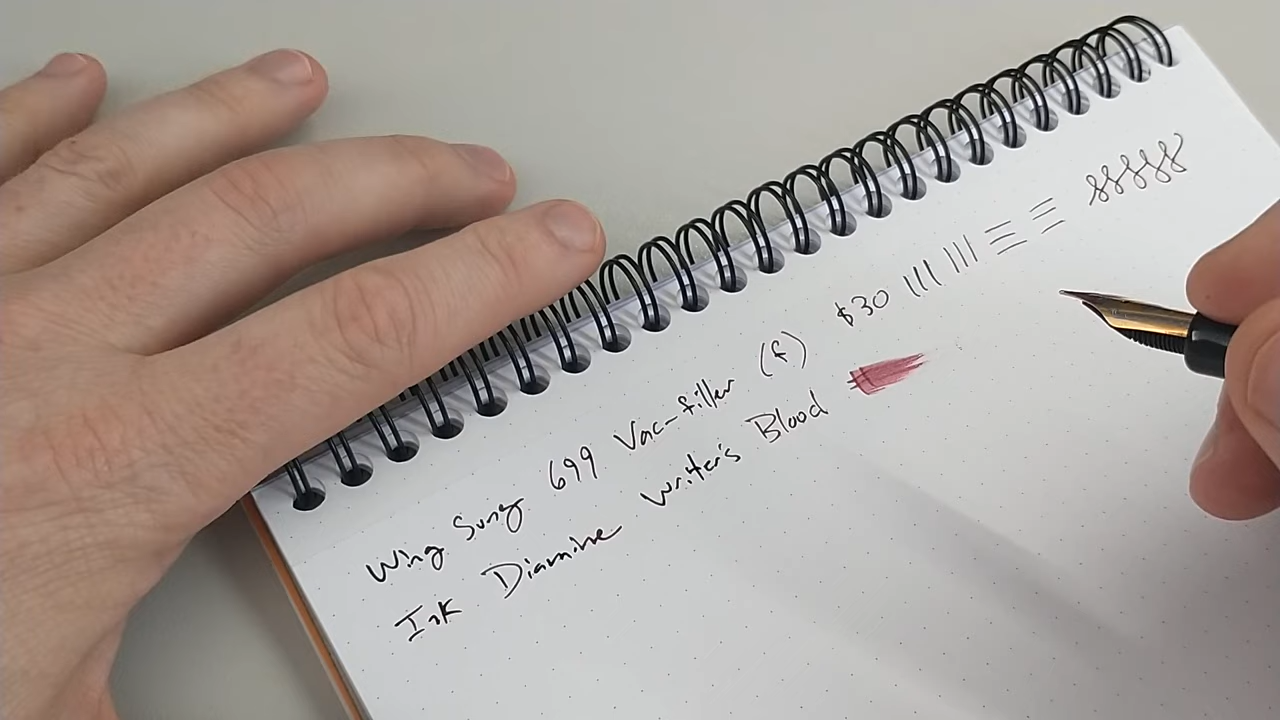 Wing Sung 699 Vac-filler (f) $30
Ink Diamine Writer's Blood